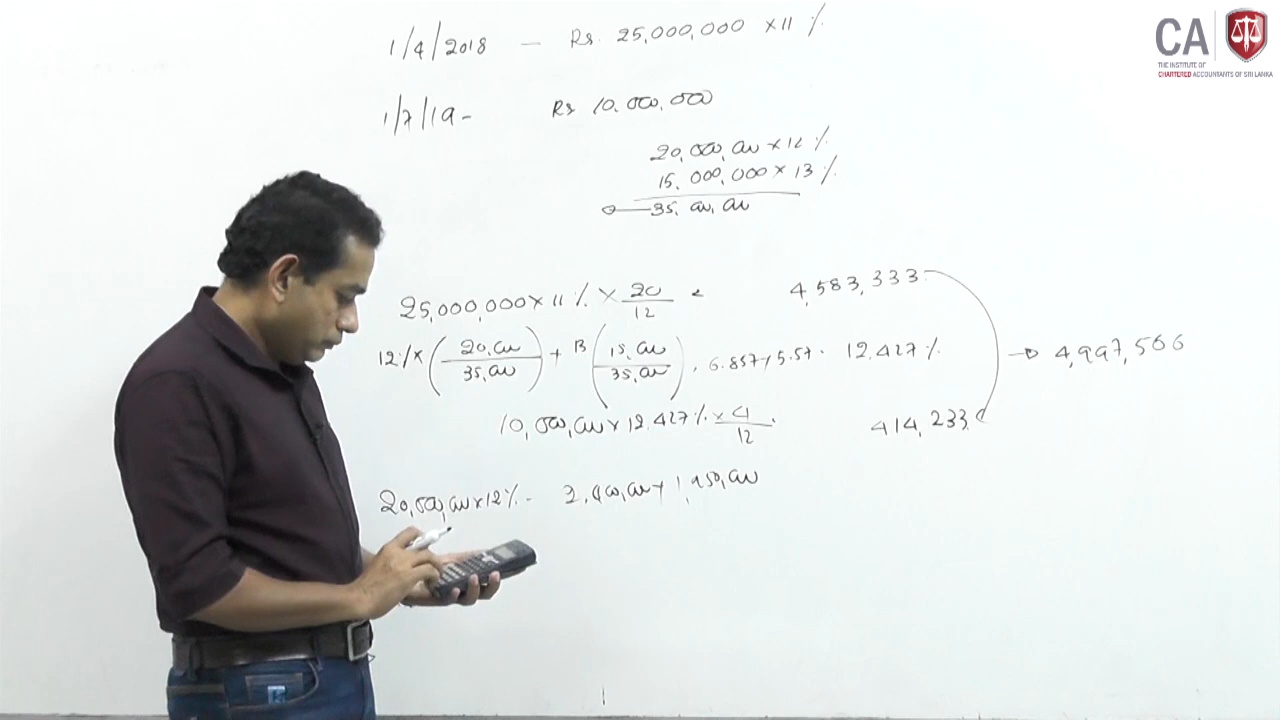 CA
THE INSTITUTE OF
CHARTERED ACCOUNTANTS OF SRI LANKA
1/4/2018 — Rs. 25,000,000 × 11 %
1/7/19 - Rs 10,000,000
20,000,000 × 12 %
15,000,000 × 13 %
35,000,000
25,000,000 × 11 % × 20/12 = 4,583,333
12% × (20,000/35,000) + 13 (15,000/35,000) = 6.857 + 5.57 = 12.427 %
4,997,566
10,000,000 × 12.427% × 4/12 414,233
20,000,000 × 12% - 2,400,000 + 1,950,000